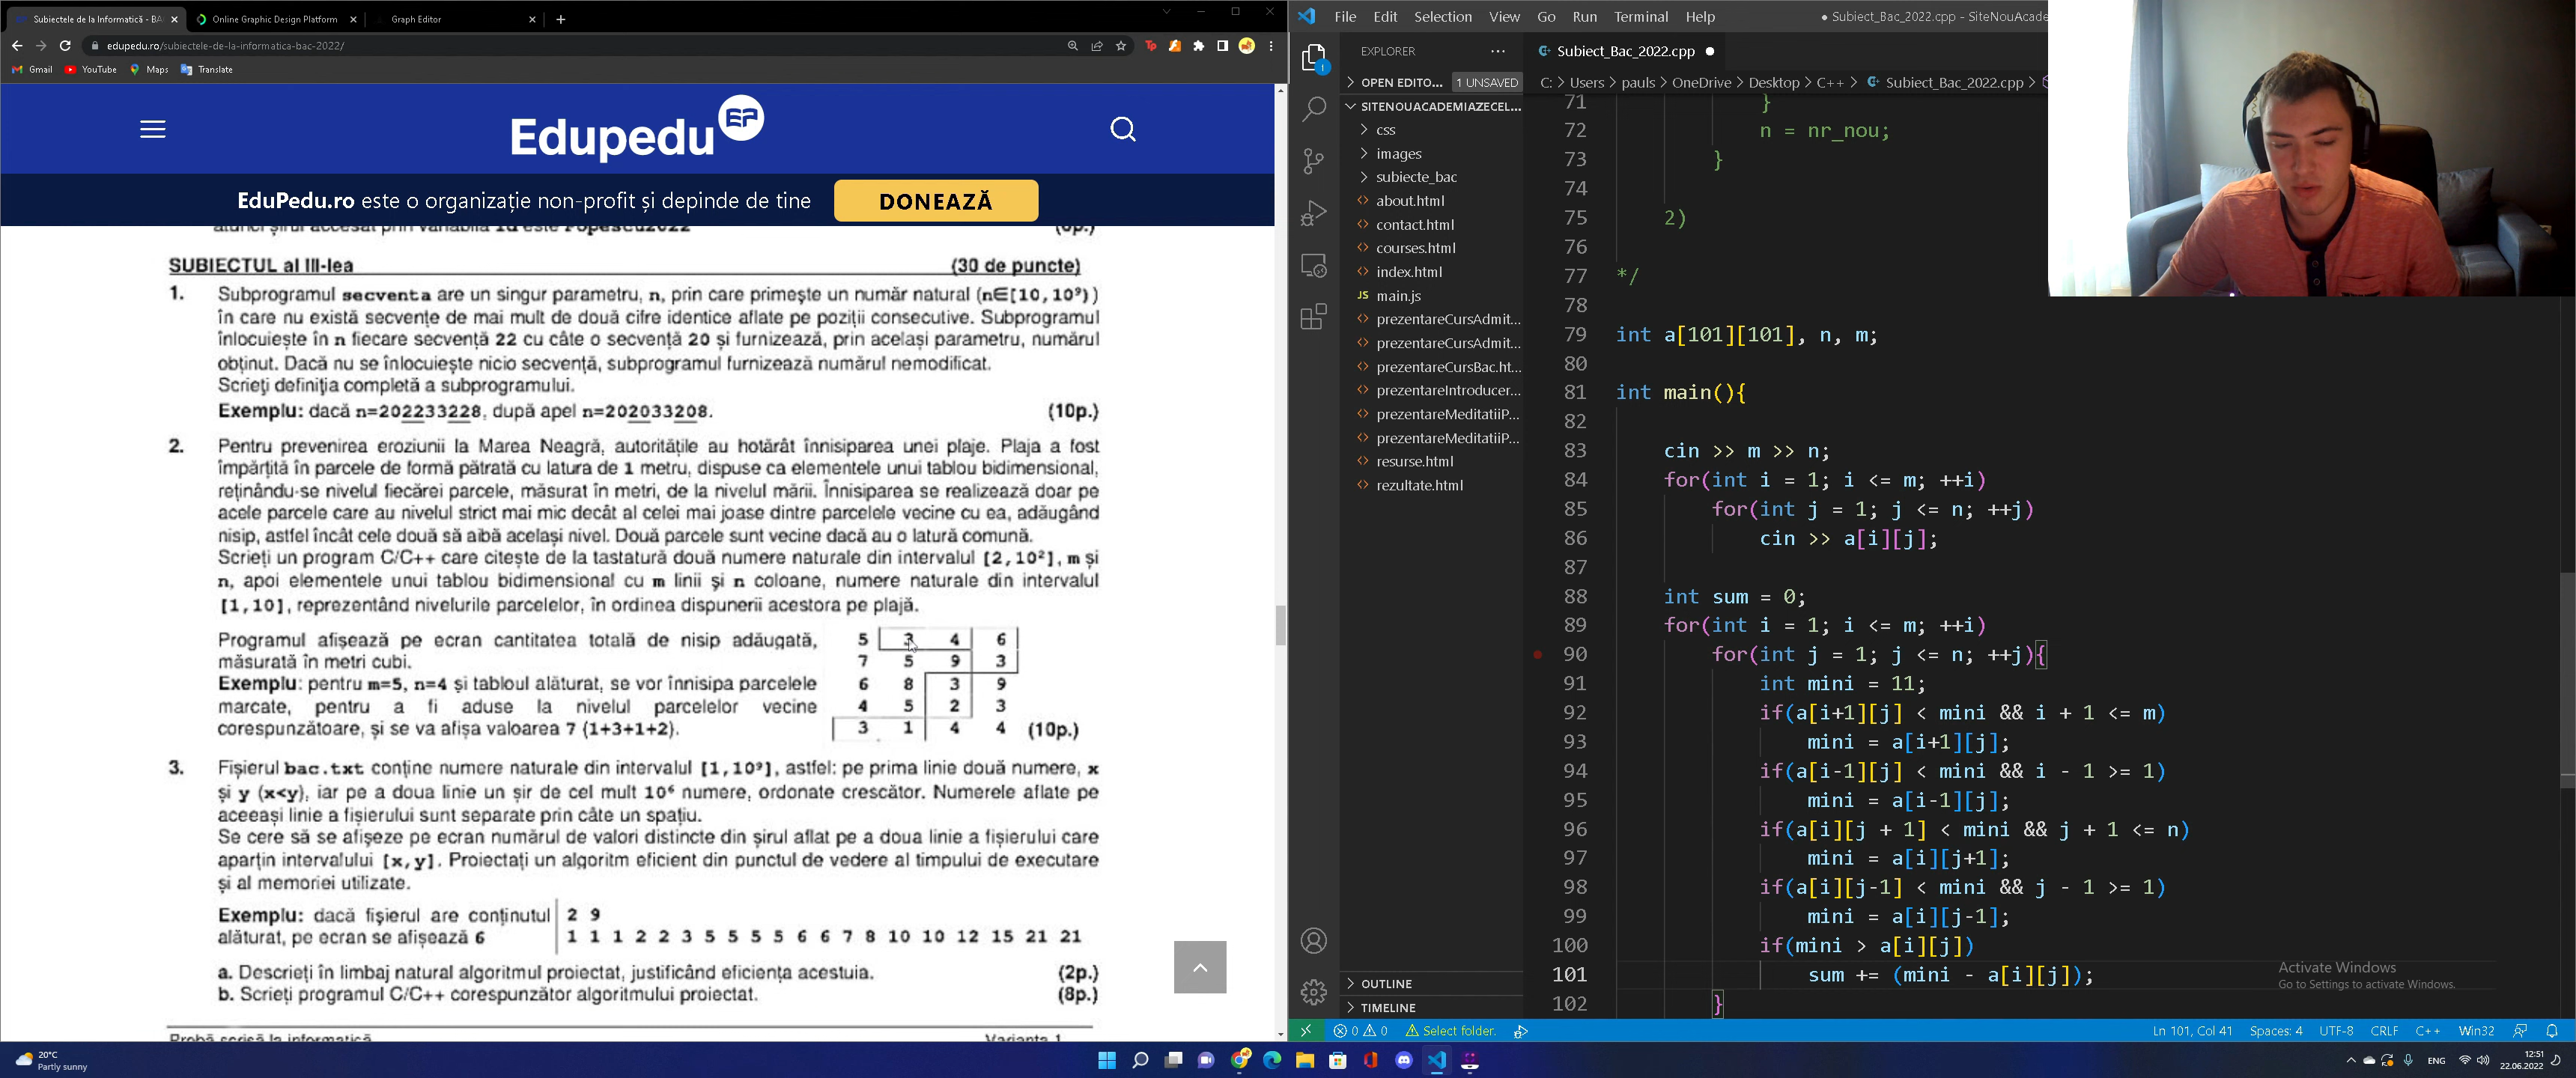 Subiectele de la Informatică - BA
Online Graphic Design Platform
Graph Editor
edupedu.ro/subiectele-de-la-informatica-bac-2022/
Gmail YouTube Maps Translate
Edupedu EP
EduPedu.ro este o organizație non-profit și depinde de tine
DONEAZĂ
SUBIECTUL al III-lea (30 de puncte)
1. Subprogramul secventa are un singur parametru, n, prin care primește un număr natural (n∈[10,10⁹])
în care nu există secvențe de mai mult de două cifre identice aflate pe poziții consecutive. Subprogramul
înlocuiește în n fiecare secvență 22 cu câte o secvență 20 și furnizează, prin același parametru, numărul
obținut. Dacă nu se înlocuiește nicio secvență, subprogramul furnizează numărul nemodificat.
Scrieți definiția completă a subprogramului.
Exemplu: dacă n=202233228, după apel n=202033208. (10p.)
2. Pentru prevenirea eroziunii la Marea Neagră, autoritățile au hotărât înnisiparea unei plaje. Plaja a fost
împărțită în parcele de formă pătrată cu latura de 1 metru, dispuse ca elementele unui tablou bidimensional,
reținându-se nivelul fiecărei parcele, măsurat în metri, de la nivelul mării. Înnisiparea se realizează doar pe
acele parcele care au nivelul strict mai mic decât al celei mai joase dintre parcelele vecine cu ea, adăugând
nisip, astfel încât cele două să aibă același nivel. Două parcele sunt vecine dacă au o latură comună.
Scrieți un program C/C++ care citește de la tastatură două numere naturale din intervalul [2,10²], m și
n, apoi elementele unui tablou bidimensional cu m linii și n coloane, numere naturale din intervalul
[1,10], reprezentând nivelurile parcelelor, în ordinea dispunerii acestora pe plajă.
Programul afișează pe ecran cantitatea totală de nisip adăugată,
măsurată în metri cubi.
Exemplu: pentru m=5, n=4 și tabloul alăturat, se vor înnisipa parcelele
marcate, pentru a fi aduse la nivelul parcelelor vecine
corespunzătoare, și se va afișa valoarea 7 (1+3+1+2).
5 3 4 6
7 5 9 3
6 8 3 9
4 5 2 3
3 1 4 4 (10p.)
3. Fișierul bac.txt conține numere naturale din intervalul [1,10⁹], astfel: pe prima linie două numere, x
și y (x<y), iar pe a doua linie un șir de cel mult 10⁶ numere, ordonate crescător. Numerele aflate pe
aceeași linie a fișierului sunt separate prin câte un spațiu.
Se cere să se afișeze pe ecran numărul de valori distincte din șirul aflat pe a doua linie a fișierului care
aparțin intervalului [x,y]. Proiectați un algoritm eficient din punctul de vedere al timpului de executare
și al memoriei utilizate.
Exemplu: dacă fișierul are conținutul
alăturat, pe ecran se afișează 6
2 9
1 1 1 2 2 3 5 5 5 5 6 6 7 8 10 10 12 15 21 21
a. Descrieți în limbaj natural algoritmul proiectat, justificând eficiența acestuia. (2p.)
b. Scrieți programul C/C++ corespunzător algoritmului proiectat. (8p.)
File Edit Selection View Go Run Terminal Help
● Subiect_Bac_2022.cpp - SiteNouAcade
EXPLORER
OPEN EDITO... 1 UNSAVED
SITENOUACADEMIAZECEL...
css
images
subiecte_bac
about.html
contact.html
courses.html
index.html
JS main.js
prezentareCursAdmit...
prezentareCursAdmit...
prezentareCursBac.ht...
prezentareIntroducer...
prezentareMeditatiiP...
prezentareMeditatiiP...
resurse.html
rezultate.html
OUTLINE
TIMELINE
Subiect_Bac_2022.cpp ●
C: > Users > pauls > OneDrive > Desktop > C++ > Subiect_Bac_2022.cpp >
71 }
72 n = nr_nou;
73 }
74
75 2)
76
77 */
78
79 int a[101][101], n, m;
80
81 int main(){
82
83 cin >> m >> n;
84 for(int i = 1; i <= m; ++i)
85 for(int j = 1; j <= n; ++j)
86 cin >> a[i][j];
87
88 int sum = 0;
89 for(int i = 1; i <= m; ++i)
90 for(int j = 1; j <= n; ++j){
91 int mini = 11;
92 if(a[i+1][j] < mini && i + 1 <= m)
93 mini = a[i+1][j];
94 if(a[i-1][j] < mini && i - 1 >= 1)
95 mini = a[i-1][j];
96 if(a[i][j + 1] < mini && j + 1 <= n)
97 mini = a[i][j+1];
98 if(a[i][j-1] < mini && j - 1 >= 1)
99 mini = a[i][j-1];
100 if(mini > a[i][j])
101 sum += (mini - a[i][j]);
102 }
Activate Windows
Go to Settings to activate Windows.
0 0 Select folder.
Ln 101, Col 41 Spaces: 4 UTF-8 CRLF C++ Win32
20°C
Partly sunny
ENG
12:51
22.06.2022